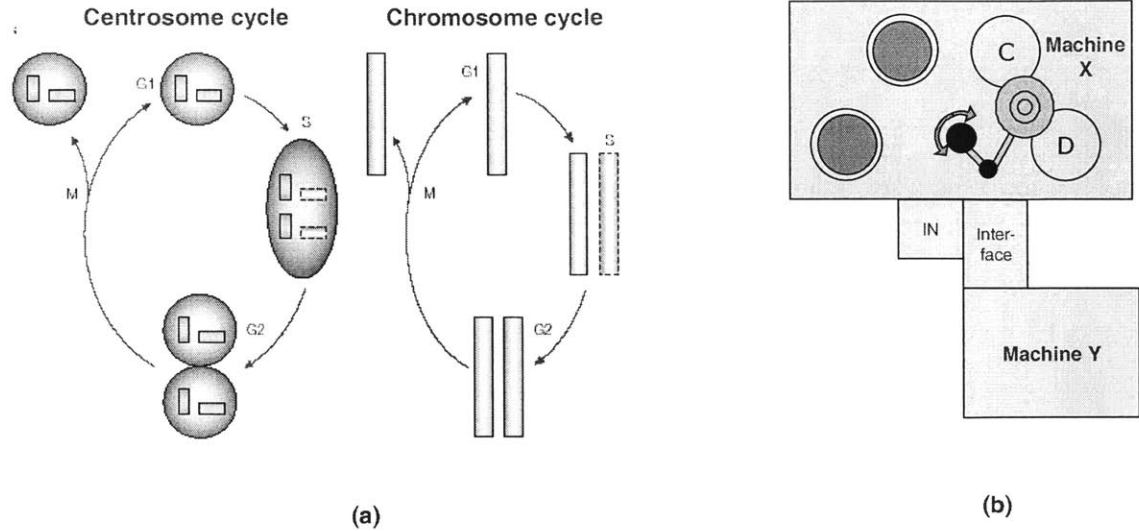 Centrosome cycle
G1
S
M
G2
Chromosome cycle
G1
S
M
G2
(a)
C
Machine
X
D
IN
Inter-
face
Machine Y
(b)